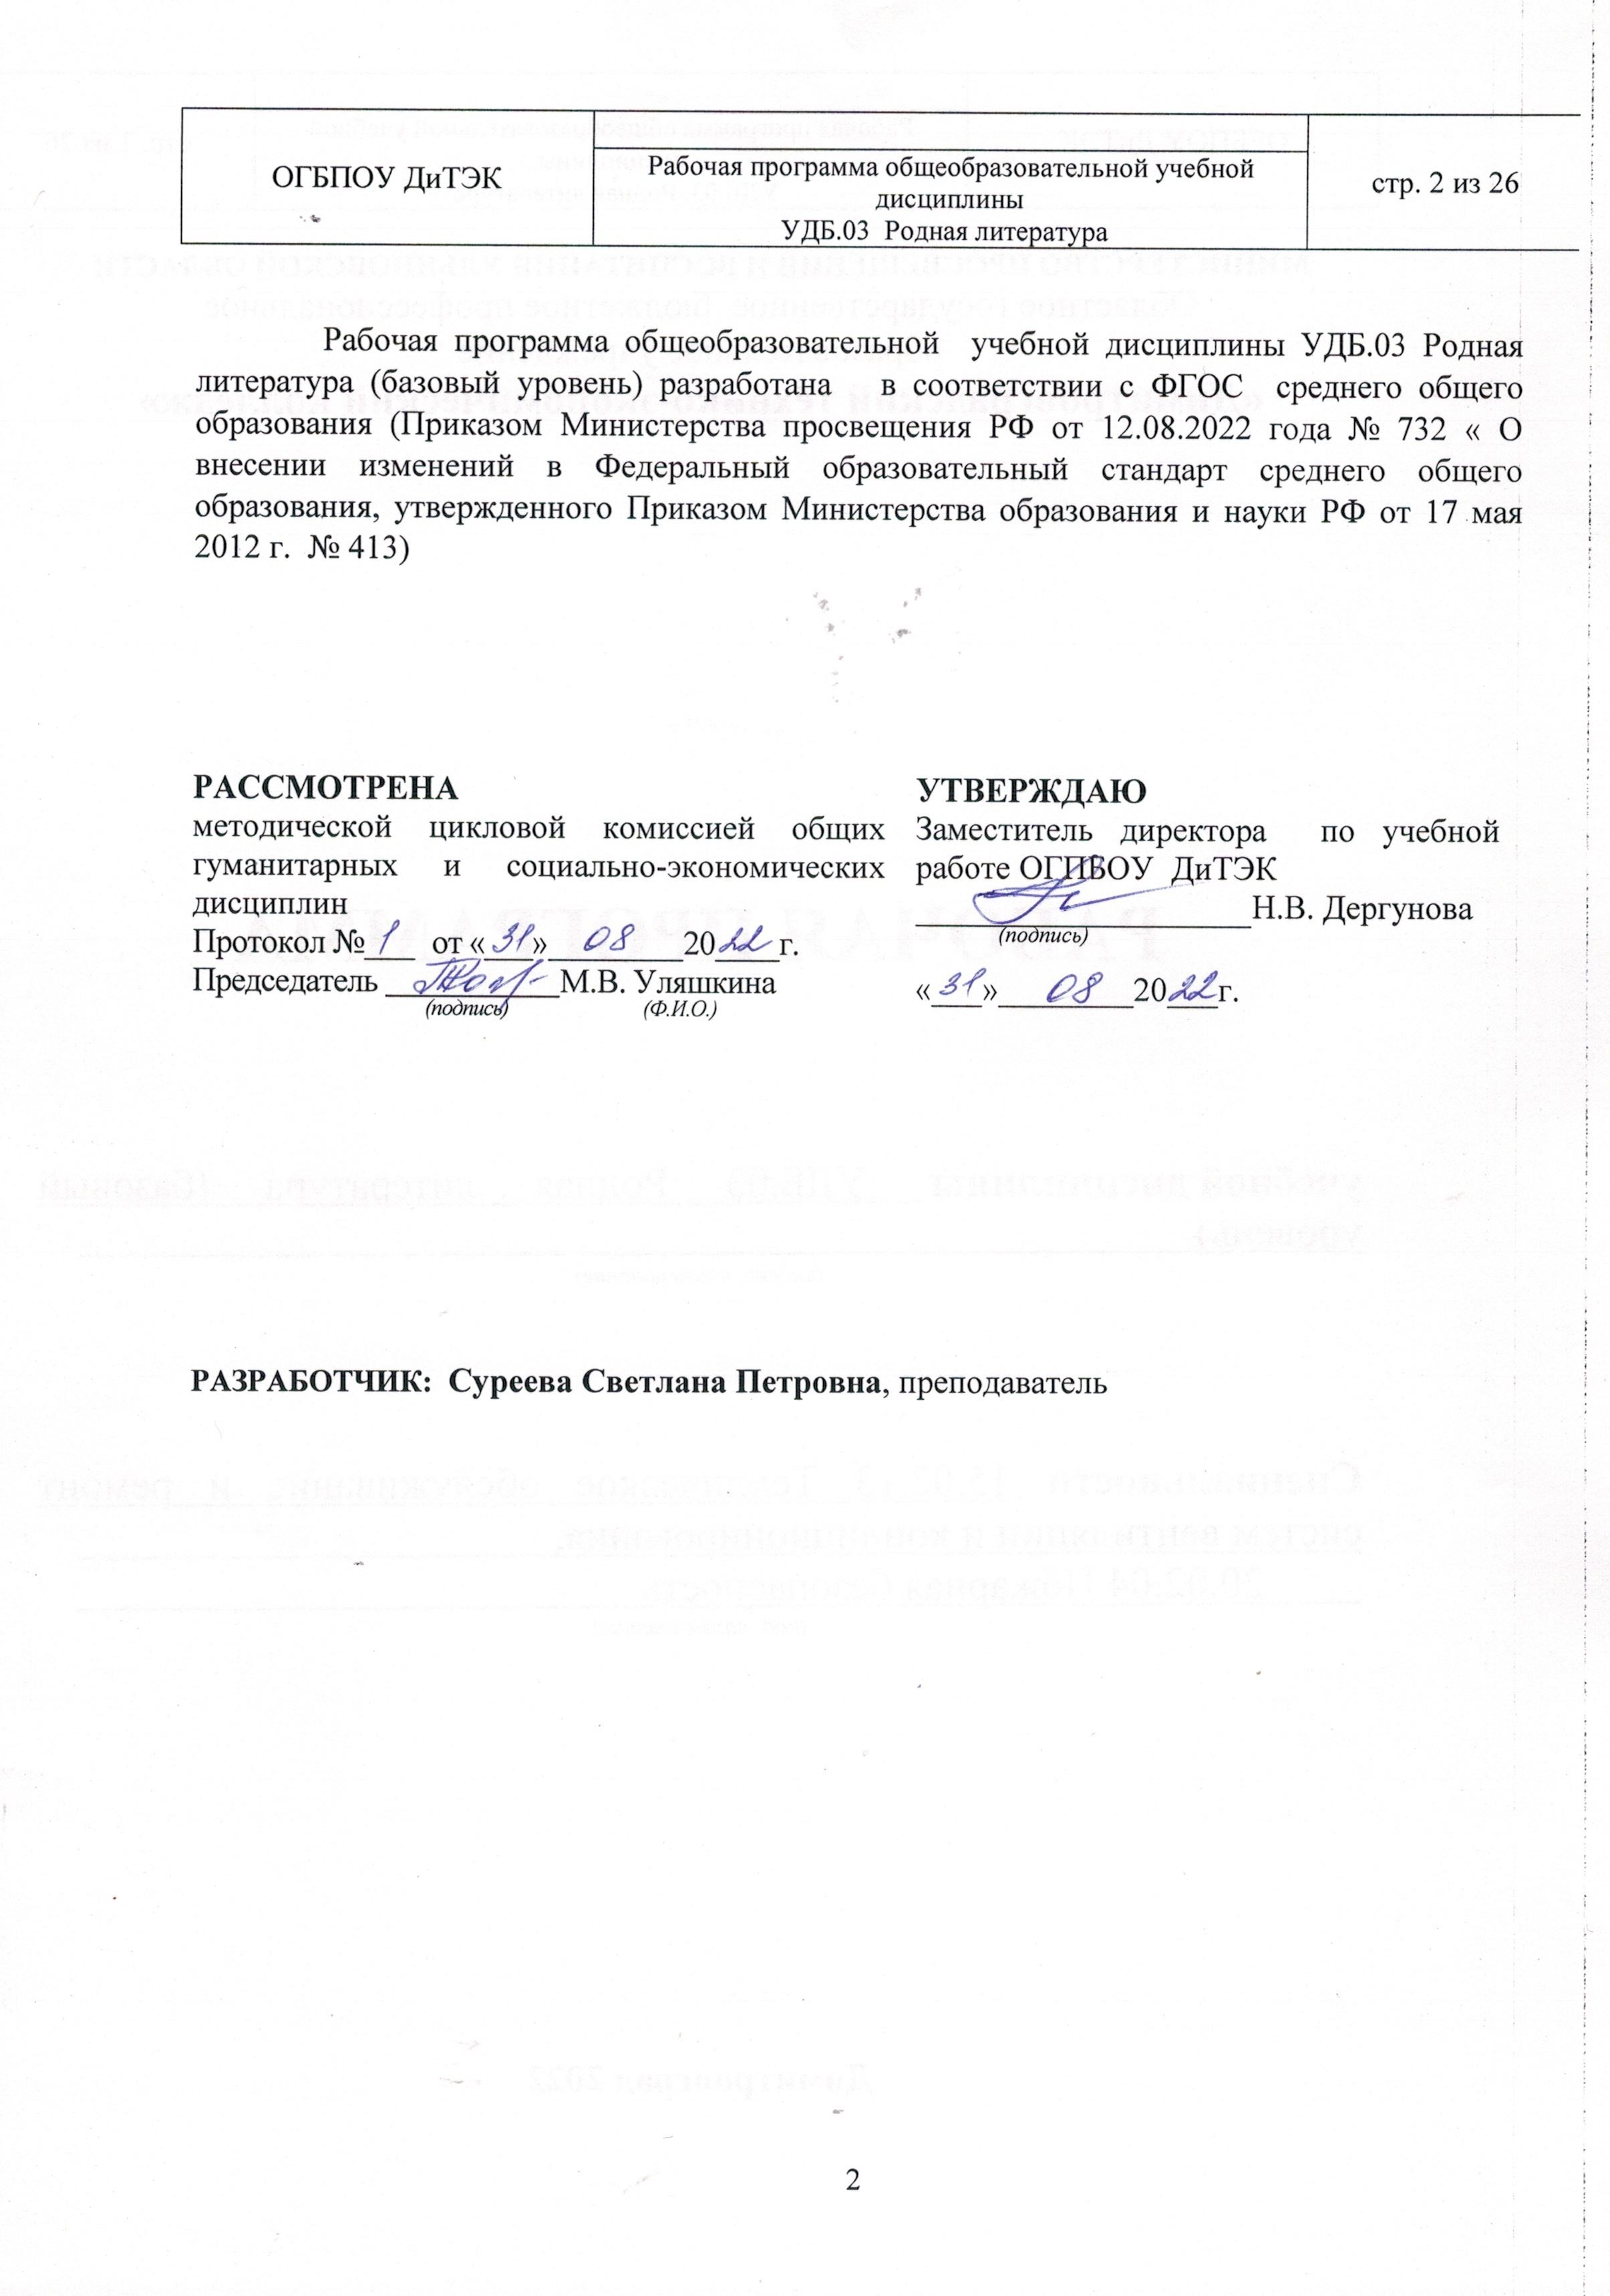 ОГБПОУ ДиТЭК
Рабочая программа общеобразовательной учебной
дисциплины
УДБ.03 Родная литература
стр. 2 из 26
Рабочая программа общеобразовательной учебной дисциплины УДБ.03 Родная
литература (базовый уровень) разработана в соответствии с ФГОС среднего общего
образования (Приказом Министерства просвещения РФ от 12.08.2022 года № 732 « О
внесении изменений в Федеральный образовательный стандарт среднего общего
образования, утвержденного Приказом Министерства образования и науки РФ от 17 мая
2012 г. № 413)
РАССМОТРЕНА
методической цикловой комиссией общих
гуманитарных и социально-экономических
дисциплин
Протокол № 1 от «31» 08 2022 г.
Председатель М.В. Уляшкина
(подпись) (Ф.И.О.)
УТВЕРЖДАЮ
Заместитель директора по учебной
работе ОГПБОУ ДиТЭК
Н.В. Дергунова
(подпись)
«31» 08 2022 г.
РАЗРАБОТЧИК: Суреева Светлана Петровна, преподаватель
2